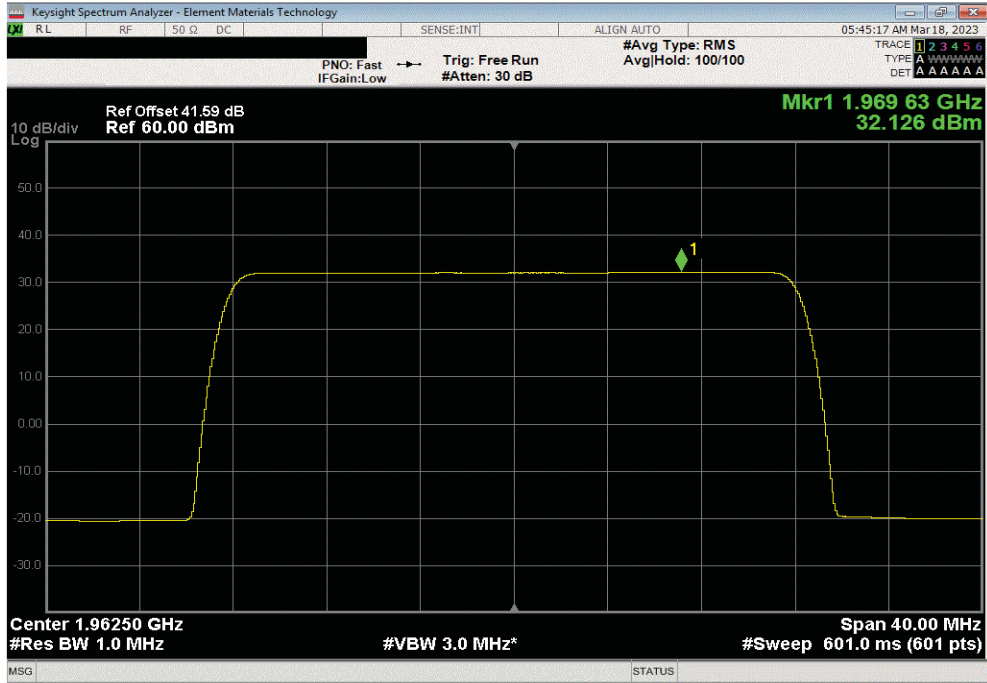 Keysight Spectrum Analyzer - Element Materials Technology
LXI RL RF 50 Ω DC SENSE:INT ALIGN AUTO 05:45:17 AM Mar 18, 2023
PNO: Fast
IFGain:Low
Trig: Free Run
#Atten: 30 dB
#Avg Type: RMS
Avg|Hold: 100/100
TRACE 1 2 3 4 5 6
TYPE A WWWWW
DET A A A A A A
Ref Offset 41.59 dB
10 dB/div Ref 60.00 dBm
Log
Mkr1 1.969 63 GHz
32.126 dBm
1
50.0
40.0
30.0
20.0
10.0
0.00
-10.0
-20.0
-30.0
Center 1.96250 GHz Span 40.00 MHz
#Res BW 1.0 MHz #VBW 3.0 MHz* #Sweep 601.0 ms (601 pts)
MSG STATUS